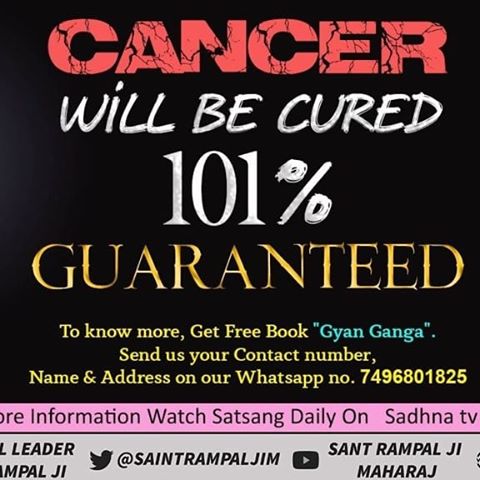 CANCER
WiLL BE CURED
101%
GUARANTEED
To know more, Get Free Book "Gyan Ganga".
Send us your Contact number,
Name & Address on our Whatsapp no. 7496801825
ore Information Watch Satsang Daily On Sadhna tv
L LEADER
AMPAL JI
@SAINTRAMPALJIM
SANT RAMPAL JI
MAHARAJ